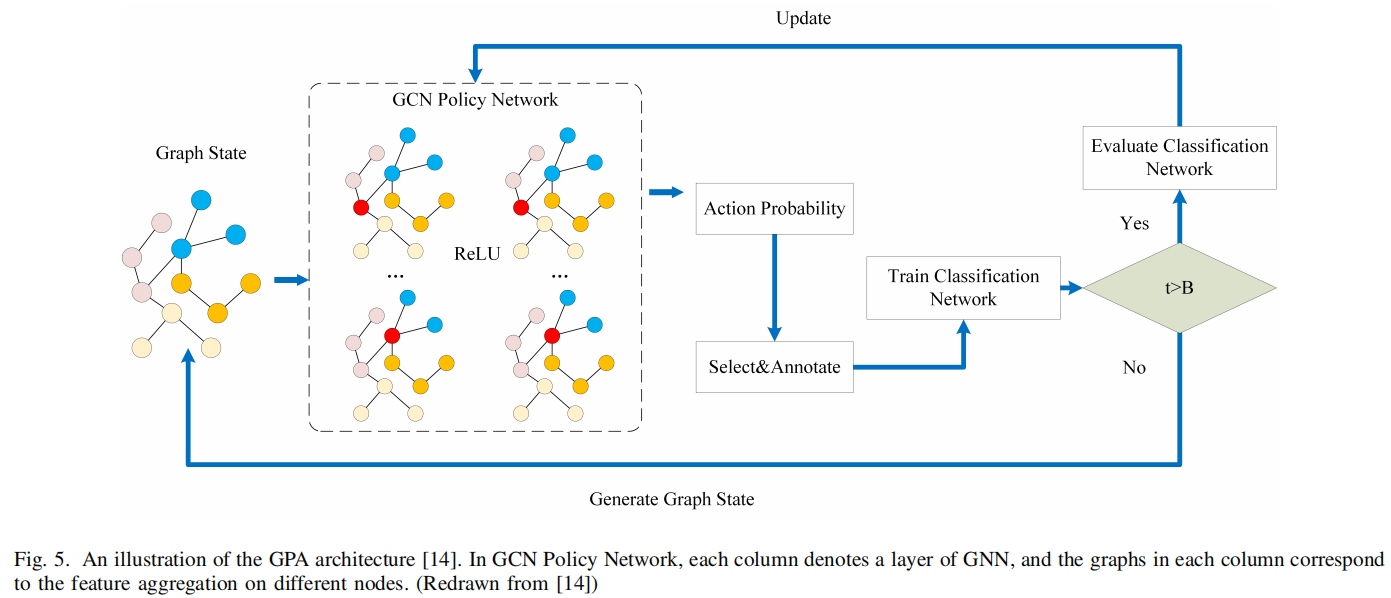 Update
GCN Policy Network
Graph State
Evaluate Classification
Network
Action Probability
Yes
ReLU
...
...
Train Classification
Network
t>B
Select&Annotate
No
Generate Graph State
Fig. 5. An illustration of the GPA architecture [14]. In GCN Policy Network, each column denotes a layer of GNN, and the graphs in each column correspond
to the feature aggregation on different nodes. (Redrawn from [14])